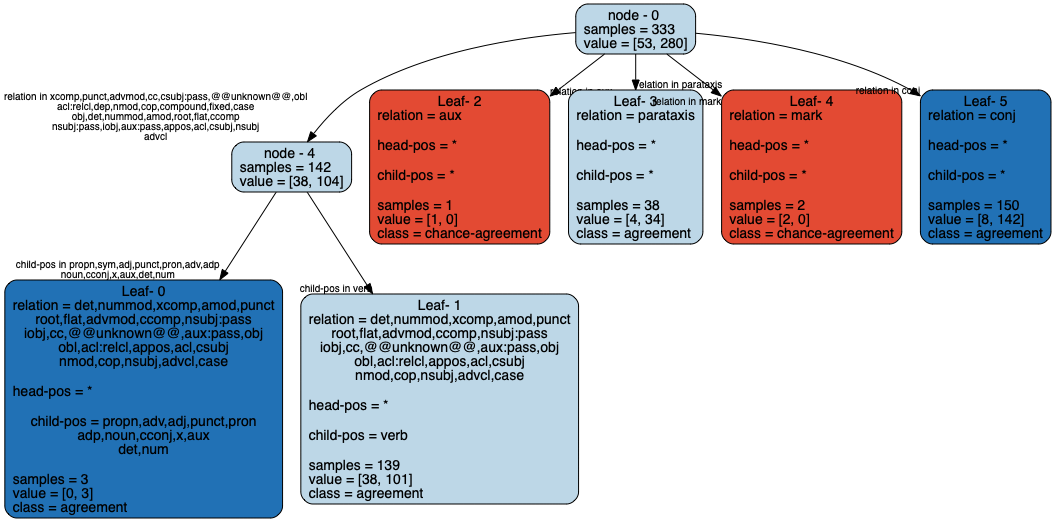 node - 0
samples = 333
value = [53, 280]
relation in xcomp,punct,advmod,cc,csubj:pass,@@unknown@@,obl
acl:relcl,dep,nmod,cop,compound,fixed,case
obj,det,nummod,amod,root,flat,ccomp
nsubj:pass,iobj,aux:pass,appos,acl,csubj,nsubj
advcl
relation in parataxis
relation in mark
relation in conj
node - 4
samples = 142
value = [38, 104]
Leaf- 2
relation = aux
head-pos = *
child-pos = *
samples = 1
value = [1, 0]
class = chance-agreement
Leaf- 3
relation = parataxis
head-pos = *
child-pos = *
samples = 38
value = [4, 34]
class = agreement
Leaf- 4
relation = mark
head-pos = *
child-pos = *
samples = 2
value = [2, 0]
class = chance-agreement
Leaf- 5
relation = conj
head-pos = *
child-pos = *
samples = 150
value = [8, 142]
class = agreement
child-pos in propn,sym,adj,punct,pron,adv,adp
noun,cconj,x,aux,det,num
child-pos in verb
Leaf- 0
relation = det,nummod,xcomp,amod,punct
root,flat,advmod,ccomp,nsubj:pass
iobj,cc,@@unknown@@,aux:pass,obj
obl,acl:relcl,appos,acl,csubj
nmod,cop,nsubj,advcl,case
head-pos = *
child-pos = propn,adv,adj,punct,pron
adp,noun,cconj,x,aux
det,num
samples = 3
value = [0, 3]
class = agreement
Leaf- 1
relation = det,nummod,xcomp,amod,punct
root,flat,advmod,ccomp,nsubj:pass
iobj,cc,@@unknown@@,aux:pass,obj
obl,acl:relcl,appos,acl,csubj
nmod,cop,nsubj,advcl,case
head-pos = *
child-pos = verb
samples = 139
value = [38, 101]
class = agreement